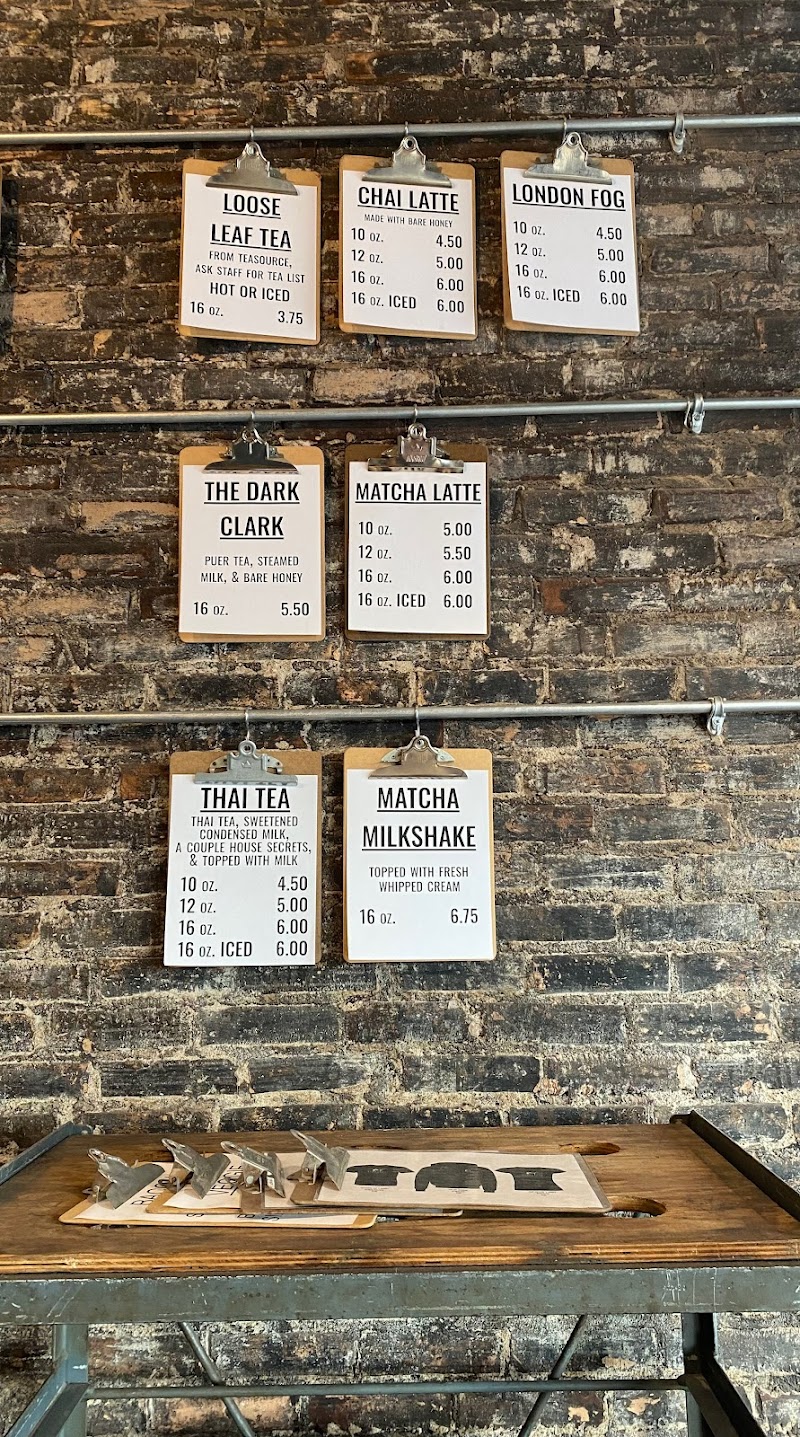 LOOSE
LEAF TEA
FROM TEASOURCE,
ASK STAFF FOR TEA LIST
HOT OR ICED
16 OZ. 3.75
CHAI LATTE
MADE WITH BARE HONEY
10 OZ. 4.50
12 OZ. 5.00
16 OZ. 6.00
16 OZ. ICED 6.00
LONDON FOG
10 OZ. 4.50
12 OZ. 5.00
16 OZ. 6.00
16 OZ. ICED 6.00
THE DARK
CLARK
PUER TEA, STEAMED
MILK, & BARE HONEY
16 OZ. 5.50
MATCHA LATTE
10 OZ. 5.00
12 OZ. 5.50
16 OZ. 6.00
16 OZ. ICED 6.00
THAI TEA
THAI TEA, SWEETENED
CONDENSED MILK,
A COUPLE HOUSE SECRETS,
& TOPPED WITH MILK
10 OZ. 4.50
12 OZ. 5.00
16 OZ. 6.00
16 OZ. ICED 6.00
MATCHA
MILKSHAKE
TOPPED WITH FRESH
WHIPPED CREAM
16 OZ. 6.75